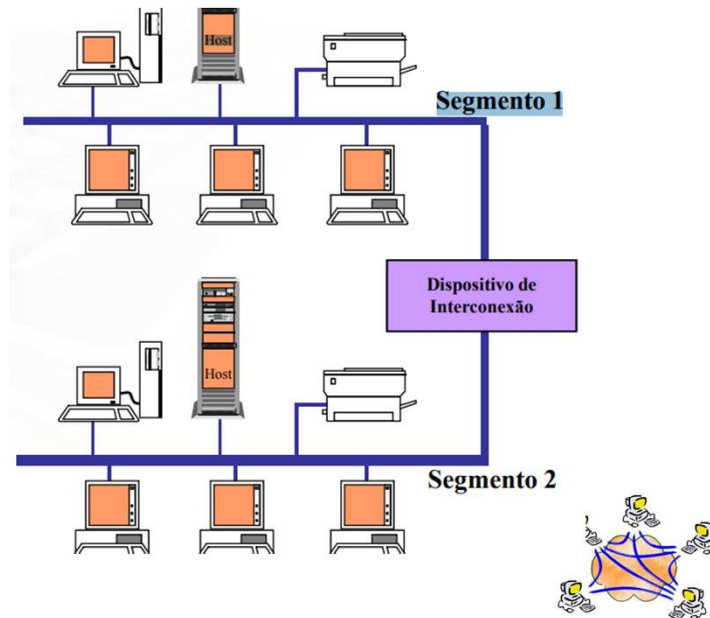 Host
Segmento 1
Dispositivo de
Interconexão
Host
Segmento 2